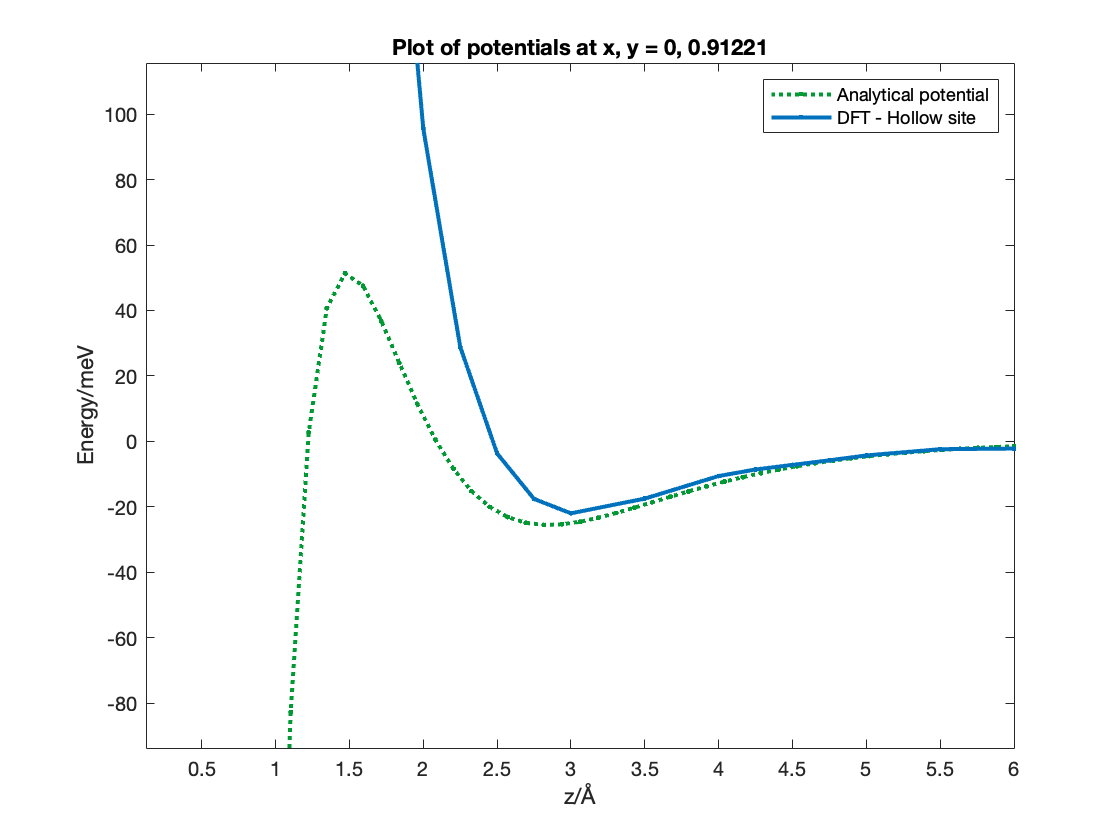 Plot of potentials at x, y = 0, 0.91221
Analytical potential
DFT - Hollow site
100
80
60
40
20
0
-20
-40
-60
-80
Energy/meV
0.5 1 1.5 2 2.5 3 3.5 4 4.5 5 5.5 6
z/Å